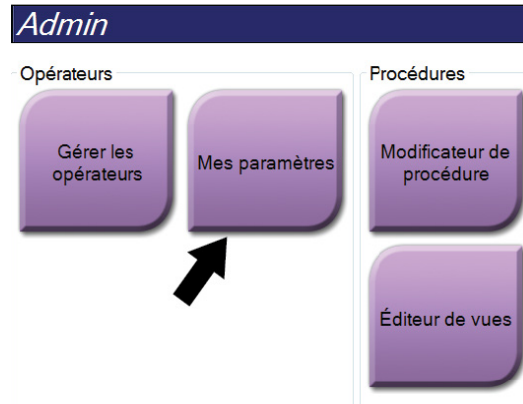 Admin
Opérateurs
Gérer les
opérateurs
Mes paramètres
Procédures
Modificateur de
procédure
Éditeur de vues